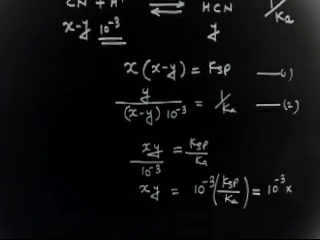 CN + H⁺ ⇌ HCN 1/Ka
x-y 10⁻³ y
x(x-y) = Ksp —(1)
y/((x-y) 10⁻³) = 1/Ka —(2)
xy/10⁻³ = Ksp/Ka
xy = 10⁻³(Ksp/Ka) = 10⁻³ x